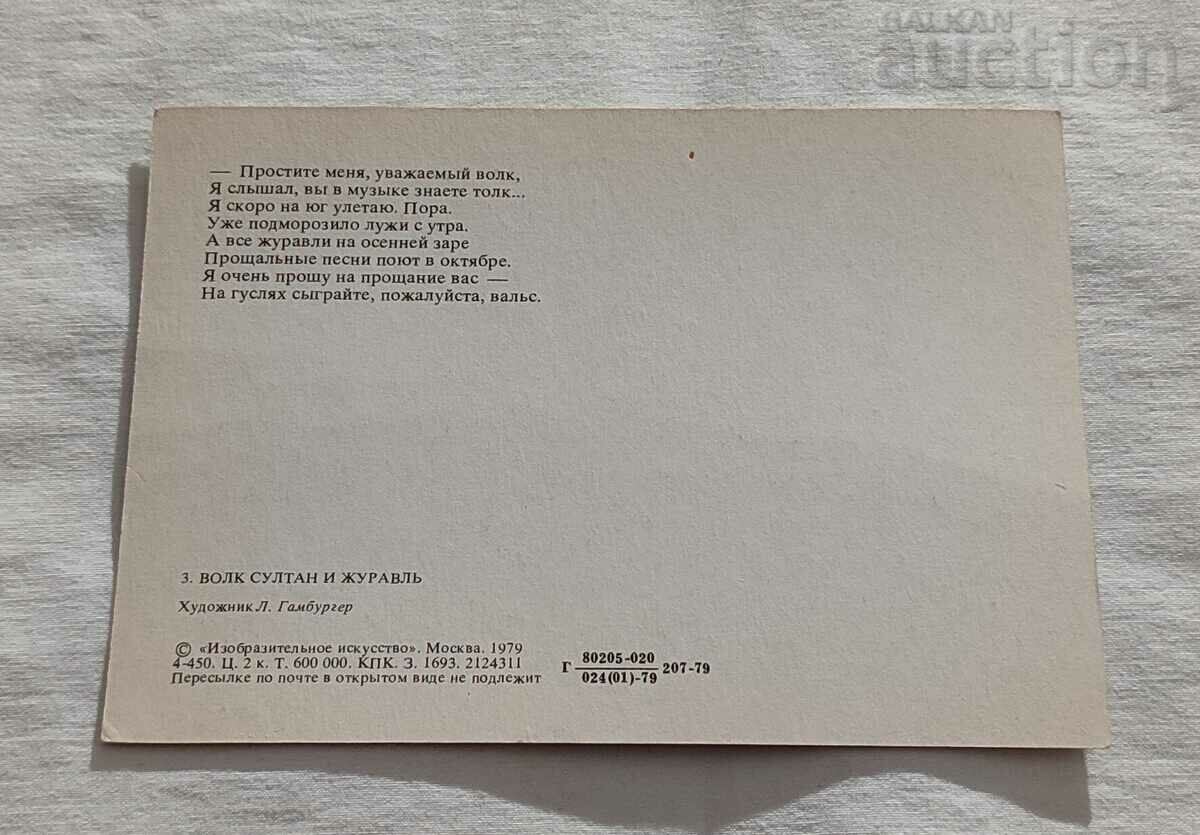 BALKAN
auction
— Простите меня, уважаемый волк,
Я слышал, вы в музыке знаете толк...
Я скоро на юг улетаю. Пора.
Уже подморозило лужи с утра.
А все журавли на осенней заре
Прощальные песни поют в октябре.
Я очень прошу на прощание вас —
На гуслях сыграйте, пожалуйста, вальс.
3. ВОЛК СУЛТАН И ЖУРАВЛЬ
Художник Л. Гамбургер
© «Изобразительное искусство». Москва. 1979
4-450. Ц. 2 к. Т. 600 000. КПК. З. 1693. 2124311
Пересылке по почте в открытом виде не подлежит
Г 80205-020 / 024(01)-79 207-79